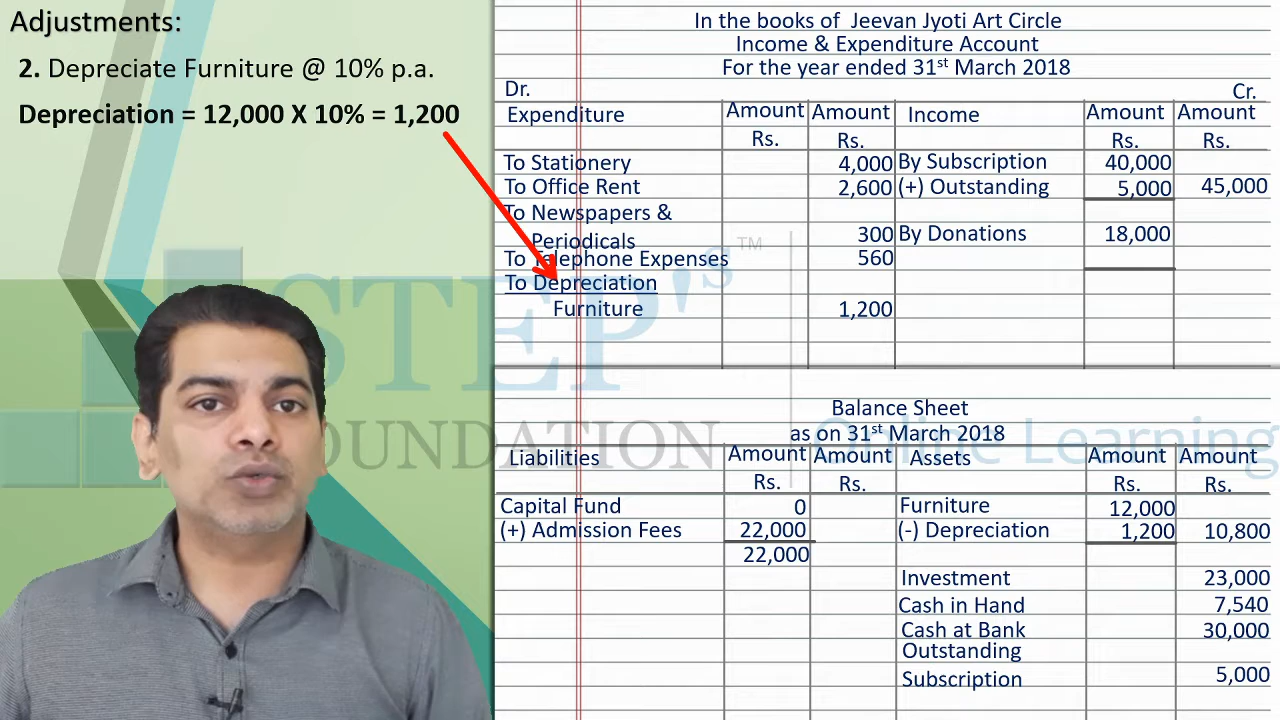 Adjustments:
2. Depreciate Furniture @ 10% p.a.
Depreciation = 12,000 X 10% = 1,200
In the books of Jeevan Jyoti Art Circle
Income & Expenditure Account
For the year ended 31st March 2018
Dr. Cr.
Expenditure Amount Rs. Amount Rs. Income Amount Rs. Amount Rs.
To Stationery 4,000 By Subscription 40,000
To Office Rent 2,600 (+) Outstanding 5,000 45,000
To Newspapers &
Periodicals 300 By Donations 18,000
To Telephone Expenses 560
To Depreciation
Furniture 1,200
Balance Sheet
as on 31st March 2018
Liabilities Amount Rs. Amount Rs. Assets Amount Rs. Amount Rs.
Capital Fund 0 Furniture 12,000
(+) Admission Fees 22,000 (-) Depreciation 1,200 10,800
22,000
Investment 23,000
Cash in Hand 7,540
Cash at Bank 30,000
Outstanding
Subscription 5,000
STEP's™
FOUNDATION
Online Learning